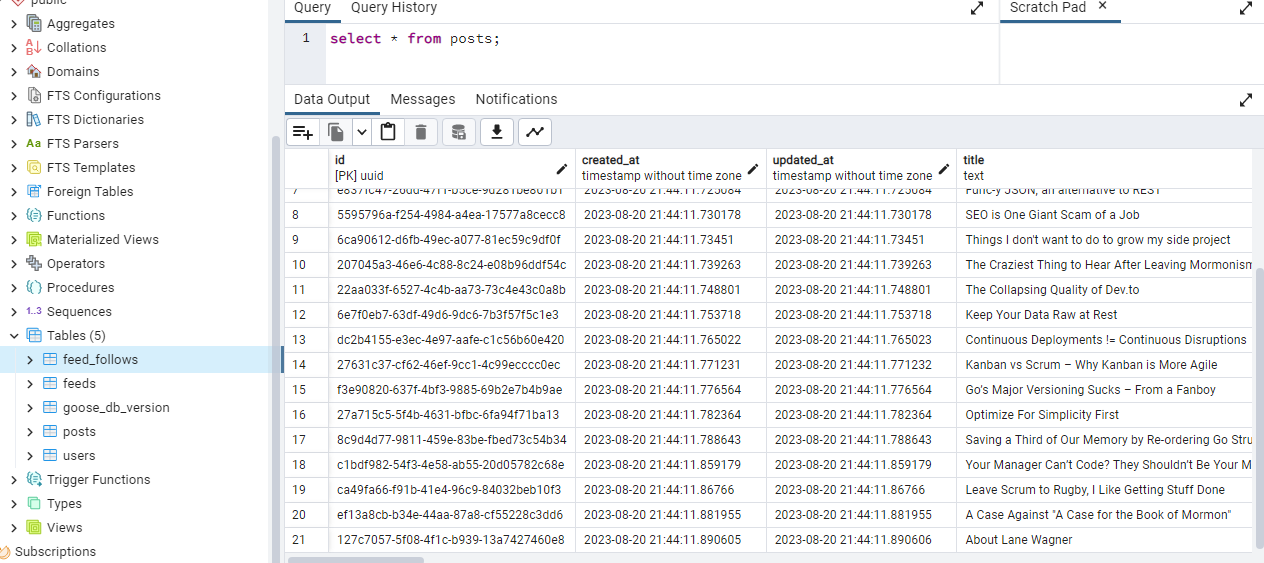 public
Aggregates
Collations
Domains
FTS Configurations
FTS Dictionaries
Aa FTS Parsers
FTS Templates
Foreign Tables
Functions
Materialized Views
Operators
Procedures
1..3 Sequences
Tables (5)
feed_follows
feeds
goose_db_version
posts
users
Trigger Functions
Types
Views
Subscriptions
Query Query History
Scratch Pad ×
1 select * from posts;
Data Output Messages Notifications
id created_at updated_at title
[PK] uuid timestamp without time zone timestamp without time zone text
7 2023-08-20 21:44:11.725084 2023-08-20 21:44:11.725084 Func-y JSON, an alternative to REST
8 5595796a-f254-4984-a4ea-17577a8cecc8 2023-08-20 21:44:11.730178 2023-08-20 21:44:11.730178 SEO is One Giant Scam of a Job
9 6ca90612-d6fb-49ec-a077-81ec59c9df0f 2023-08-20 21:44:11.73451 2023-08-20 21:44:11.73451 Things I don't want to do to grow my side project
10 207045a3-46e6-4c88-8c24-e08b96ddf54c 2023-08-20 21:44:11.739263 2023-08-20 21:44:11.739263 The Craziest Thing to Hear After Leaving Mormonism
11 22aa033f-6527-4c4b-aa73-73c4e43c0a8b 2023-08-20 21:44:11.748801 2023-08-20 21:44:11.748801 The Collapsing Quality of Dev.to
12 6e7f0eb7-63df-49d6-9dc6-7b3f57f5c1e3 2023-08-20 21:44:11.753718 2023-08-20 21:44:11.753718 Keep Your Data Raw at Rest
13 dc2b4155-e3ec-4e97-aafe-c1c56b60e420 2023-08-20 21:44:11.765022 2023-08-20 21:44:11.765023 Continuous Deployments != Continuous Disruptions
14 27631c37-cf62-46ef-9cc1-4c99ecccc0ec 2023-08-20 21:44:11.771231 2023-08-20 21:44:11.771232 Kanban vs Scrum – Why Kanban is More Agile
15 f3e90820-637f-4bf3-9885-69b2e7b4b9ae 2023-08-20 21:44:11.776564 2023-08-20 21:44:11.776564 Go's Major Versioning Sucks – From a Fanboy
16 27a715c5-5f4b-4631-bfbc-6fa94f71ba13 2023-08-20 21:44:11.782364 2023-08-20 21:44:11.782364 Optimize For Simplicity First
17 8c9d4d77-9811-459e-83be-fbed73c54b34 2023-08-20 21:44:11.788643 2023-08-20 21:44:11.788643 Saving a Third of Our Memory by Re-ordering Go Stru
18 c1bdf982-54f3-4e58-ab55-20d05782c68e 2023-08-20 21:44:11.859179 2023-08-20 21:44:11.859179 Your Manager Can't Code? They Shouldn't Be Your M
19 ca49fa66-f91b-41e4-96c9-84032beb10f3 2023-08-20 21:44:11.86766 2023-08-20 21:44:11.86766 Leave Scrum to Rugby, I Like Getting Stuff Done
20 ef13a8cb-b34e-44aa-87a8-cf55228c3dd6 2023-08-20 21:44:11.881955 2023-08-20 21:44:11.881955 A Case Against "A Case for the Book of Mormon"
21 127c7057-5f08-4f1c-b939-13a7427460e8 2023-08-20 21:44:11.890605 2023-08-20 21:44:11.890606 About Lane Wagner